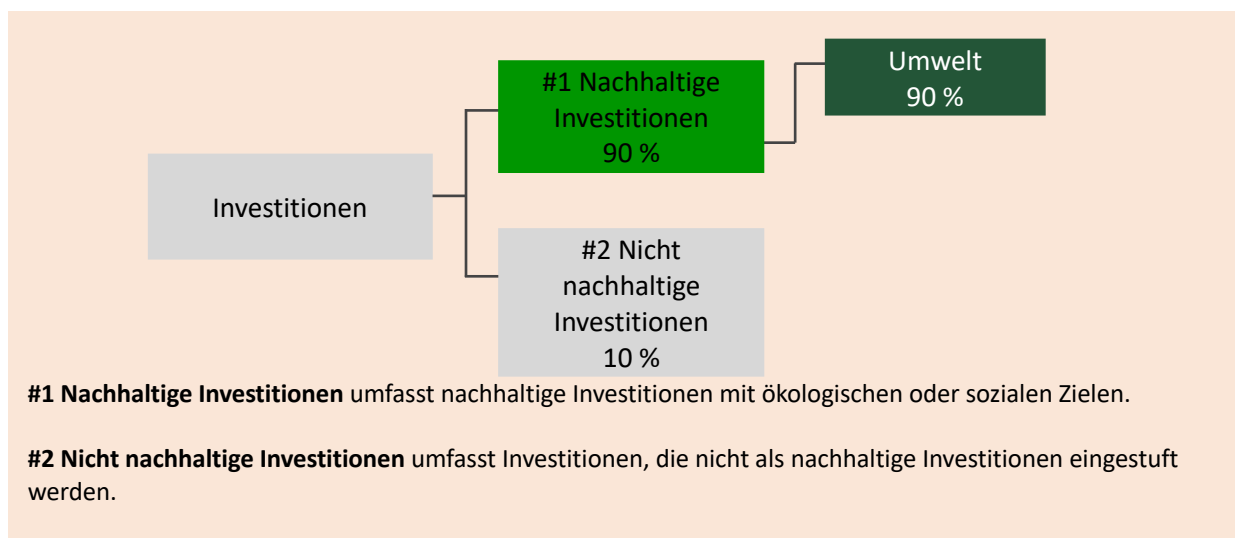 Umwelt
90 %
#1 Nachhaltige
Investitionen
90 %
Investitionen
#2 Nicht
nachhaltige
Investitionen
10 %
#1 Nachhaltige Investitionen umfasst nachhaltige Investitionen mit ökologischen oder sozialen Zielen.
#2 Nicht nachhaltige Investitionen umfasst Investitionen, die nicht als nachhaltige Investitionen eingestuft
werden.